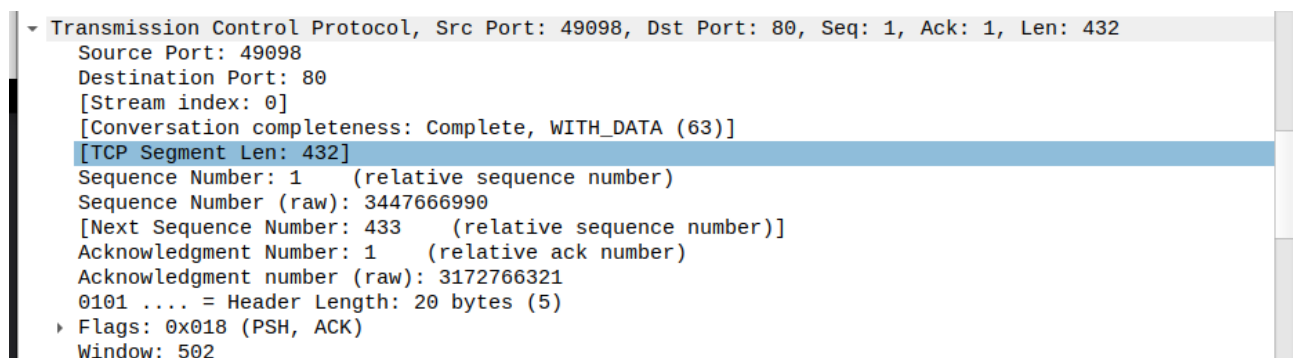 Transmission Control Protocol, Src Port: 49098, Dst Port: 80, Seq: 1, Ack: 1, Len: 432
Source Port: 49098
Destination Port: 80
[Stream index: 0]
[Conversation completeness: Complete, WITH_DATA (63)]
[TCP Segment Len: 432]
Sequence Number: 1    (relative sequence number)
Sequence Number (raw): 3447666990
[Next Sequence Number: 433    (relative sequence number)]
Acknowledgment Number: 1    (relative ack number)
Acknowledgment number (raw): 3172766321
0101 .... = Header Length: 20 bytes (5)
Flags: 0x018 (PSH, ACK)
Window: 502